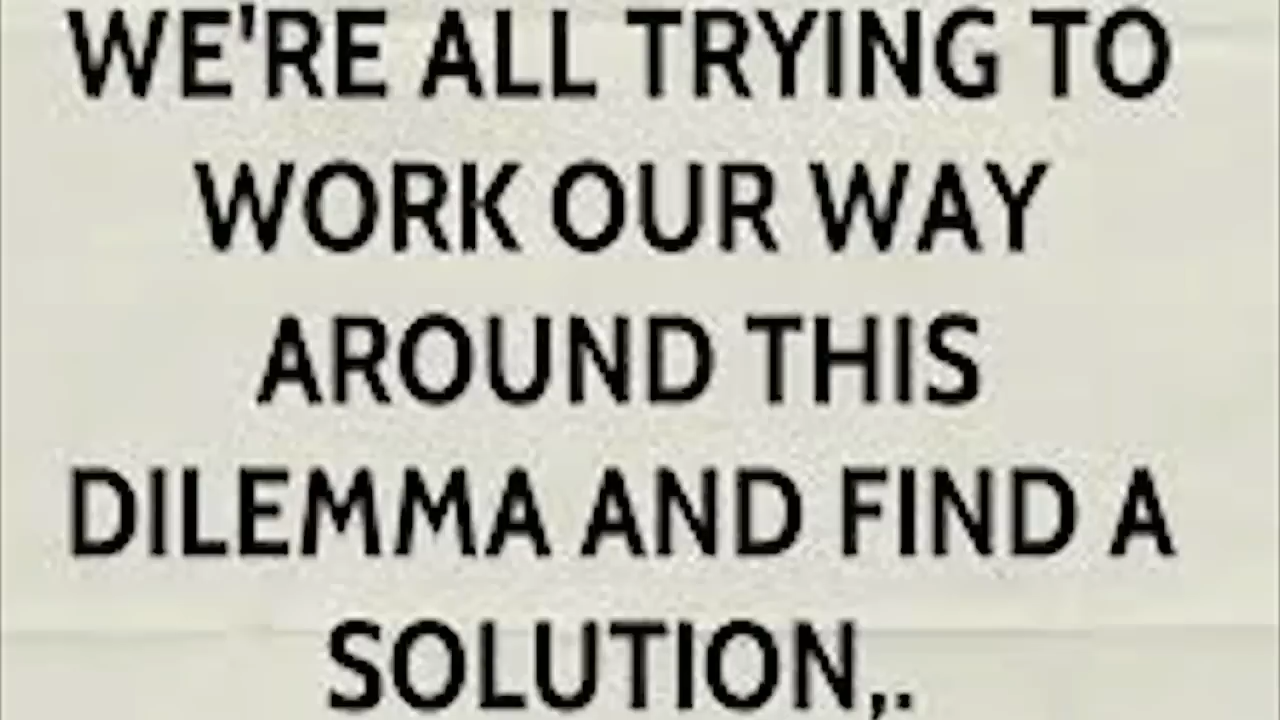 WE'RE ALL TRYING TO
WORK OUR WAY
AROUND THIS
DILEMMA AND FIND A
SOLUTION,.